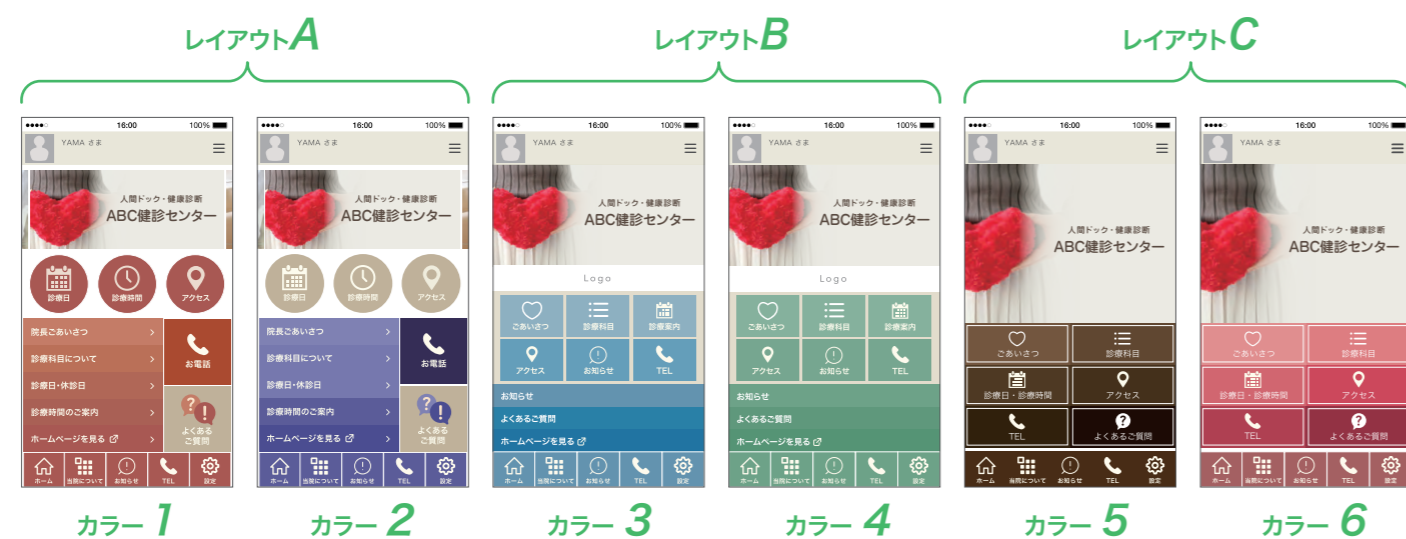 レイアウトA
レイアウトB
レイアウトC
16:00 100%
YAMA さま
人間ドック・健康診断
ABC健診センター
診療日 診療時間 アクセス
院長ごあいさつ
診療科目について
診療日・休診日
診療時間のご案内
ホームページを見る
お電話
よくある
ご質問
ホーム 当院について お知らせ TEL 設定
カラー 1
16:00 100%
YAMA さま
人間ドック・健康診断
ABC健診センター
診療日 診療時間 アクセス
院長ごあいさつ
診療科目について
診療日・休診日
診療時間のご案内
ホームページを見る
お電話
よくある
ご質問
ホーム 当院について お知らせ TEL 設定
カラー 2
16:00 100%
YAMA さま
人間ドック・健康診断
ABC健診センター
Logo
ごあいさつ 診療科目 診療案内
アクセス お知らせ TEL
お知らせ
よくあるご質問
ホームページを見る
ホーム 当院について お知らせ TEL 設定
カラー 3
16:00 100%
YAMA さま
人間ドック・健康診断
ABC健診センター
Logo
ごあいさつ 診療科目 診療案内
アクセス お知らせ TEL
お知らせ
よくあるご質問
ホームページを見る
ホーム 当院について お知らせ TEL 設定
カラー 4
16:00 100%
YAMA さま
人間ドック・健康診断
ABC健診センター
ごあいさつ 診療科目
診療日・診療時間 アクセス
TEL よくあるご質問
ホーム 当院について お知らせ TEL 設定
カラー 5
16:00 100%
YAMA さま
人間ドック・健康診断
ABC健診センター
ごあいさつ 診療科目
診療日・診療時間 アクセス
TEL よくあるご質問
ホーム 当院について お知らせ TEL 設定
カラー 6